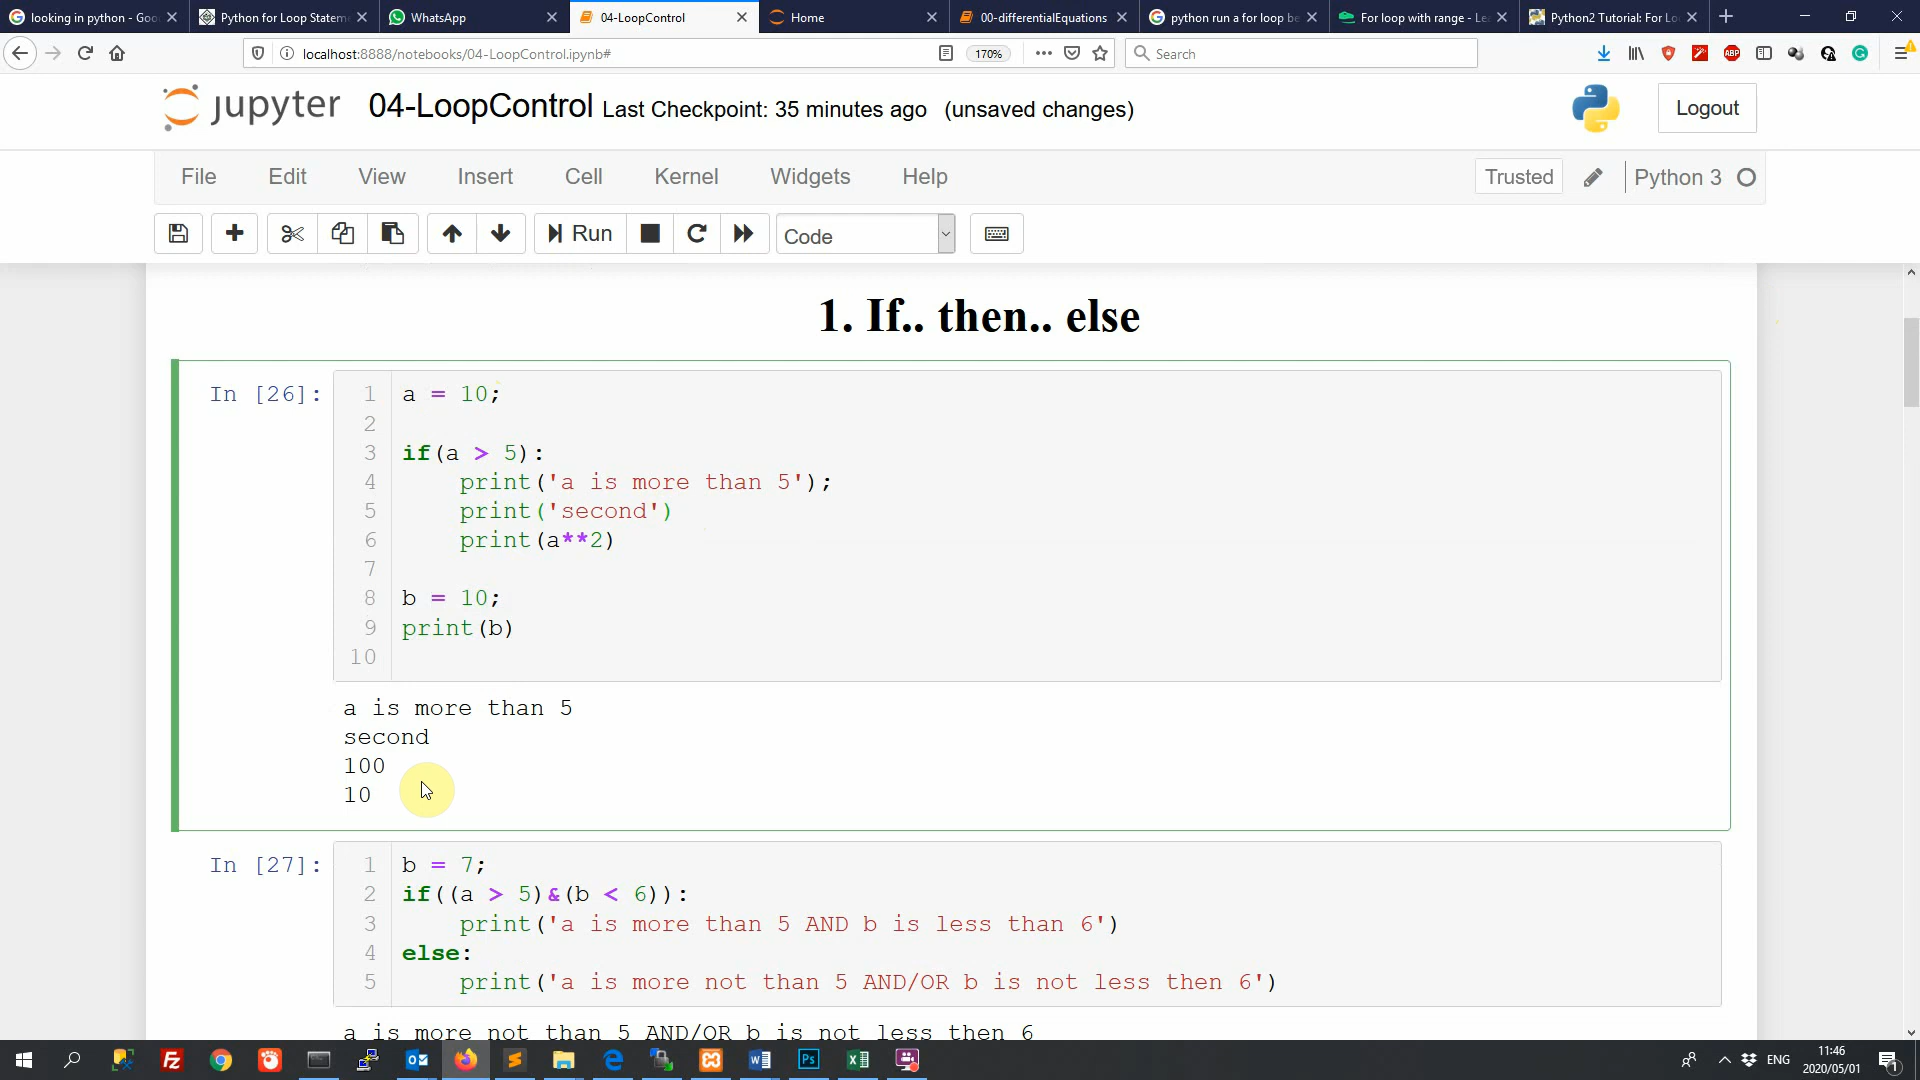 looking in python - Goo
Python for Loop Stateme
WhatsApp
04-LoopControl
Home
00-differentialEquations
python run a for loop be
For loop with range - Le
Python2 Tutorial: For Lo
localhost:8888/notebooks/04-LoopControl.ipynb#
170%
Search
ABP
jupyter 04-LoopControl Last Checkpoint: 35 minutes ago (unsaved changes)
Logout
File Edit View Insert Cell Kernel Widgets Help
Trusted
Python 3
Run
Code
1. If.. then.. else
In [26]:
1 a = 10;
2
3 if(a > 5):
4     print('a is more than 5');
5     print('second')
6     print(a**2)
7
8 b = 10;
9 print(b)
10
a is more than 5
second
100
10
In [27]:
1 b = 7;
2 if((a > 5)&(b < 6)):
3     print('a is more than 5 AND b is less than 6')
4 else:
5     print('a is more not than 5 AND/OR b is not less then 6')
a is more not than 5 AND/OR b is not less then 6
Fz
Ps
ENG
11:46
2020/05/01
1